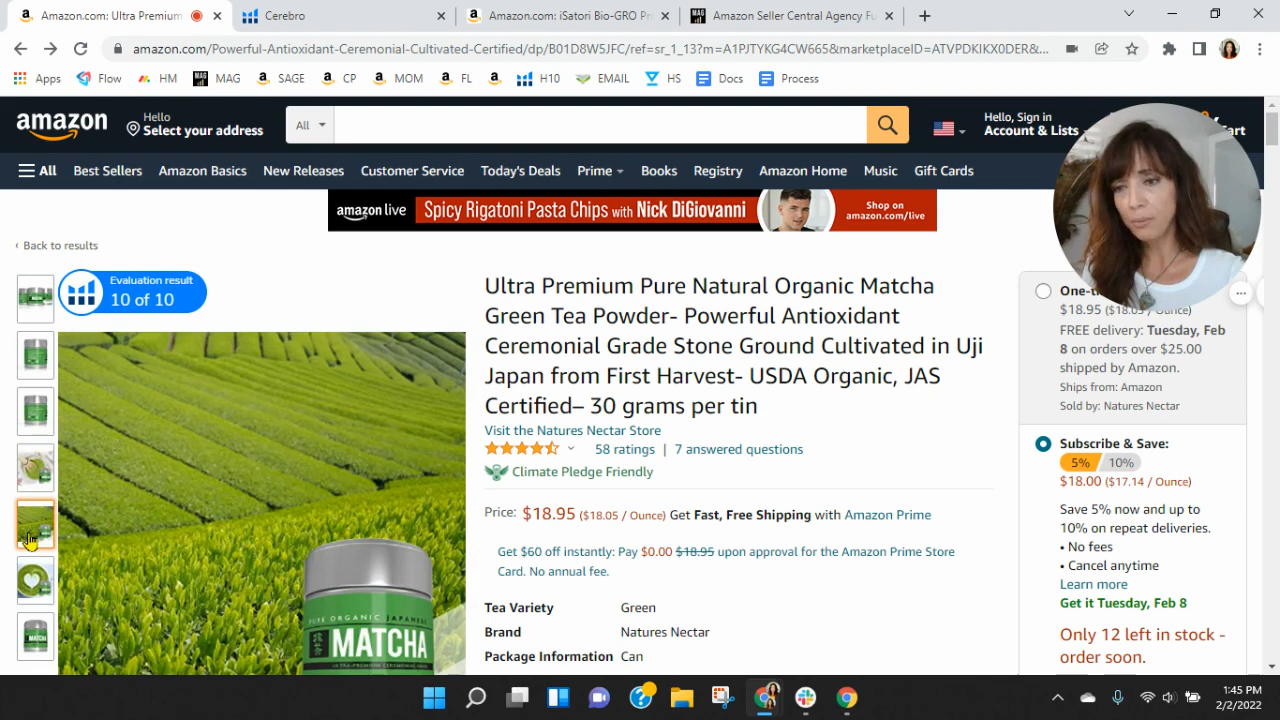 Amazon.com: Ultra Premium
Cerebro
Amazon.com: iSatori Bio-GRO Pr
MAG
Amazon Seller Central Agency Fu
amazon.com/Powerful-Antioxidant-Ceremonial-Cultivated-Certified/dp/B01D8W5JFC/ref=sr_1_13?m=A1PJTYKG4CW665&marketplaceID=ATVPDKIKX0DER&...
Apps
Flow
HM
MAG
SAGE
CP
MOM
FL
H10
EMAIL
HS
Docs
Process
amazon
Hello
Select your address
All
Hello, Sign in
Account & Lists
Cart
All
Best Sellers
Amazon Basics
New Releases
Customer Service
Today's Deals
Prime
Books
Registry
Amazon Home
Music
Gift Cards
amazon live
Spicy Rigatoni Pasta Chips with Nick DiGiovanni
Shop on
amazon.com/live
‹ Back to results
Evaluation result
10 of 10
Ultra Premium Pure Natural Organic Matcha
Green Tea Powder- Powerful Antioxidant
Ceremonial Grade Stone Ground Cultivated in Uji
Japan from First Harvest- USDA Organic, JAS
Certified– 30 grams per tin
Visit the Natures Nectar Store
58 ratings | 7 answered questions
Climate Pledge Friendly
Price: $18.95 ($18.05 / Ounce) Get Fast, Free Shipping with Amazon Prime
Get $60 off instantly: Pay $0.00 $18.95 upon approval for the Amazon Prime Store
Card. No annual fee.
Tea Variety Green
Brand Natures Nectar
Package Information Can
PURE ORGANIC JAPANESE
MATCHA
ULTRA-PREMIUM CEREMONIAL
One-t
$18.95 ($18.05 / Ounce)
FREE delivery: Tuesday, Feb
8 on orders over $25.00
shipped by Amazon.
Ships from: Amazon
Sold by: Natures Nectar
Subscribe & Save:
5% 10%
$18.00 ($17.14 / Ounce)
Save 5% now and up to
10% on repeat deliveries.
• No fees
• Cancel anytime
Learn more
Get it Tuesday, Feb 8
Only 12 left in stock -
order soon.
1:45 PM
2/2/2022